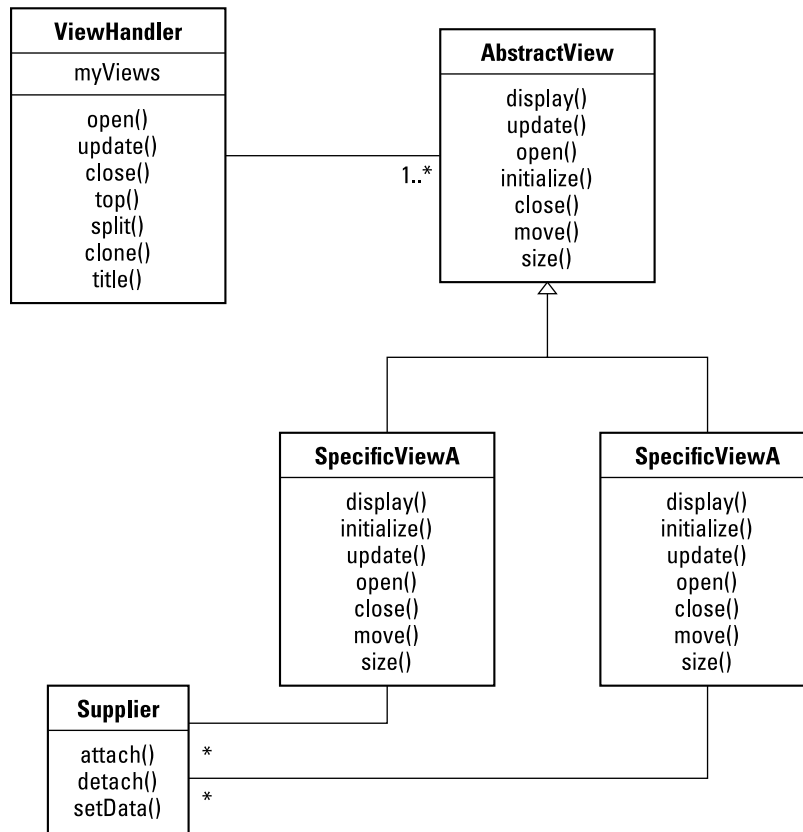 ViewHandler
myViews
open()
update()
close()
top()
split()
clone()
title()
AbstractView
display()
update()
open()
initialize()
close()
move()
size()
1..*
SpecificViewA
display()
initialize()
update()
open()
close()
move()
size()
SpecificViewA
display()
initialize()
update()
open()
close()
move()
size()
Supplier
attach()
detach()
setData()
*
*